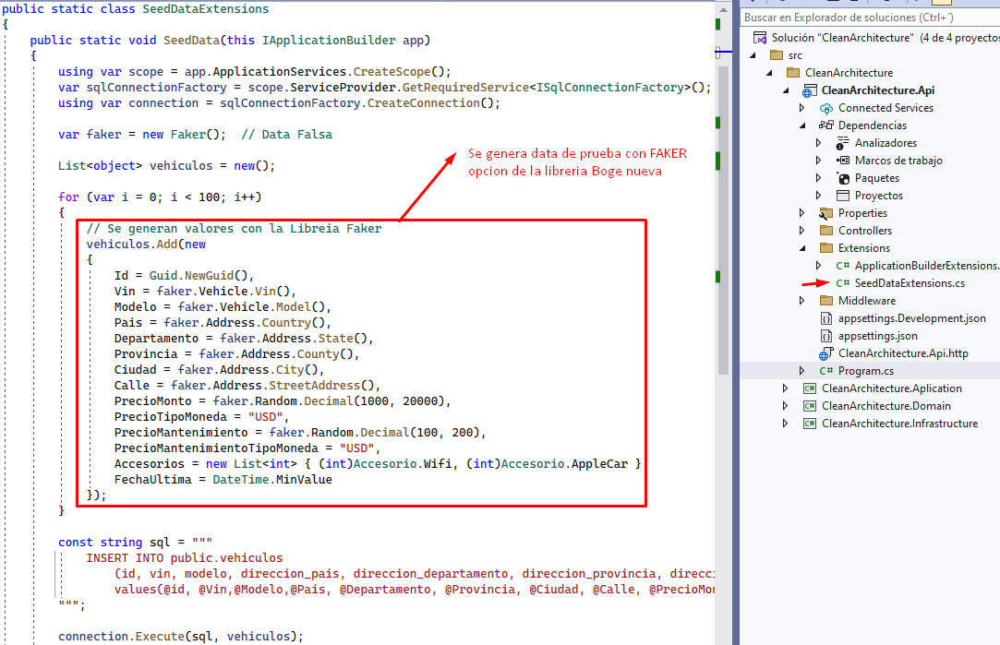 public static class SeedDataExtensions
{
public static void SeedData(this IApplicationBuilder app)
{
using var scope = app.ApplicationServices.CreateScope();
var sqlConnectionFactory = scope.ServiceProvider.GetRequiredService<ISqlConnectionFactory>();
using var connection = sqlConnectionFactory.CreateConnection();
var faker = new Faker();  // Data Falsa
List<object> vehiculos = new();
for (var i = 0; i < 100; i++)
{
// Se generan valores con la Libreia Faker
vehiculos.Add(new
{
Id = Guid.NewGuid(),
Vin = faker.Vehicle.Vin(),
Modelo = faker.Vehicle.Model(),
Pais = faker.Address.Country(),
Departamento = faker.Address.State(),
Provincia = faker.Address.County(),
Ciudad = faker.Address.City(),
Calle = faker.Address.StreetAddress(),
PrecioMonto = faker.Random.Decimal(1000, 20000),
PrecioTipoMoneda = "USD",
PrecioMantenimiento = faker.Random.Decimal(100, 200),
PrecioMantenimientoTipoMoneda = "USD",
Accesorios = new List<int> { (int)Accesorio.Wifi, (int)Accesorio.AppleCar }
FechaUltima = DateTime.MinValue
});
}
const string sql = """
INSERT INTO public.vehiculos
(id, vin, modelo, direccion_pais, direccion_departamento, direccion_provincia, direcci
values(@id, @Vin,@Modelo,@Pais, @Departamento, @Provincia, @Ciudad, @Calle, @PrecioMon
""";
connection.Execute(sql, vehiculos);
Se genera data de prueba con FAKER
opcion de la libreria Boge nueva
Buscar en Explorador de soluciones (Ctrl+´)
Solución "CleanArchitecture" (4 de 4 proyectos
src
CleanArchitecture
CleanArchitecture.Api
Connected Services
Dependencias
Analizadores
Marcos de trabajo
Paquetes
Proyectos
Properties
Controllers
Extensions
C# ApplicationBuilderExtensions.
C# SeedDataExtensions.cs
Middleware
appsettings.Development.json
appsettings.json
CleanArchitecture.Api.http
C# Program.cs
C# CleanArchitecture.Aplication
C# CleanArchitecture.Domain
C# CleanArchitecture.Infrastructure